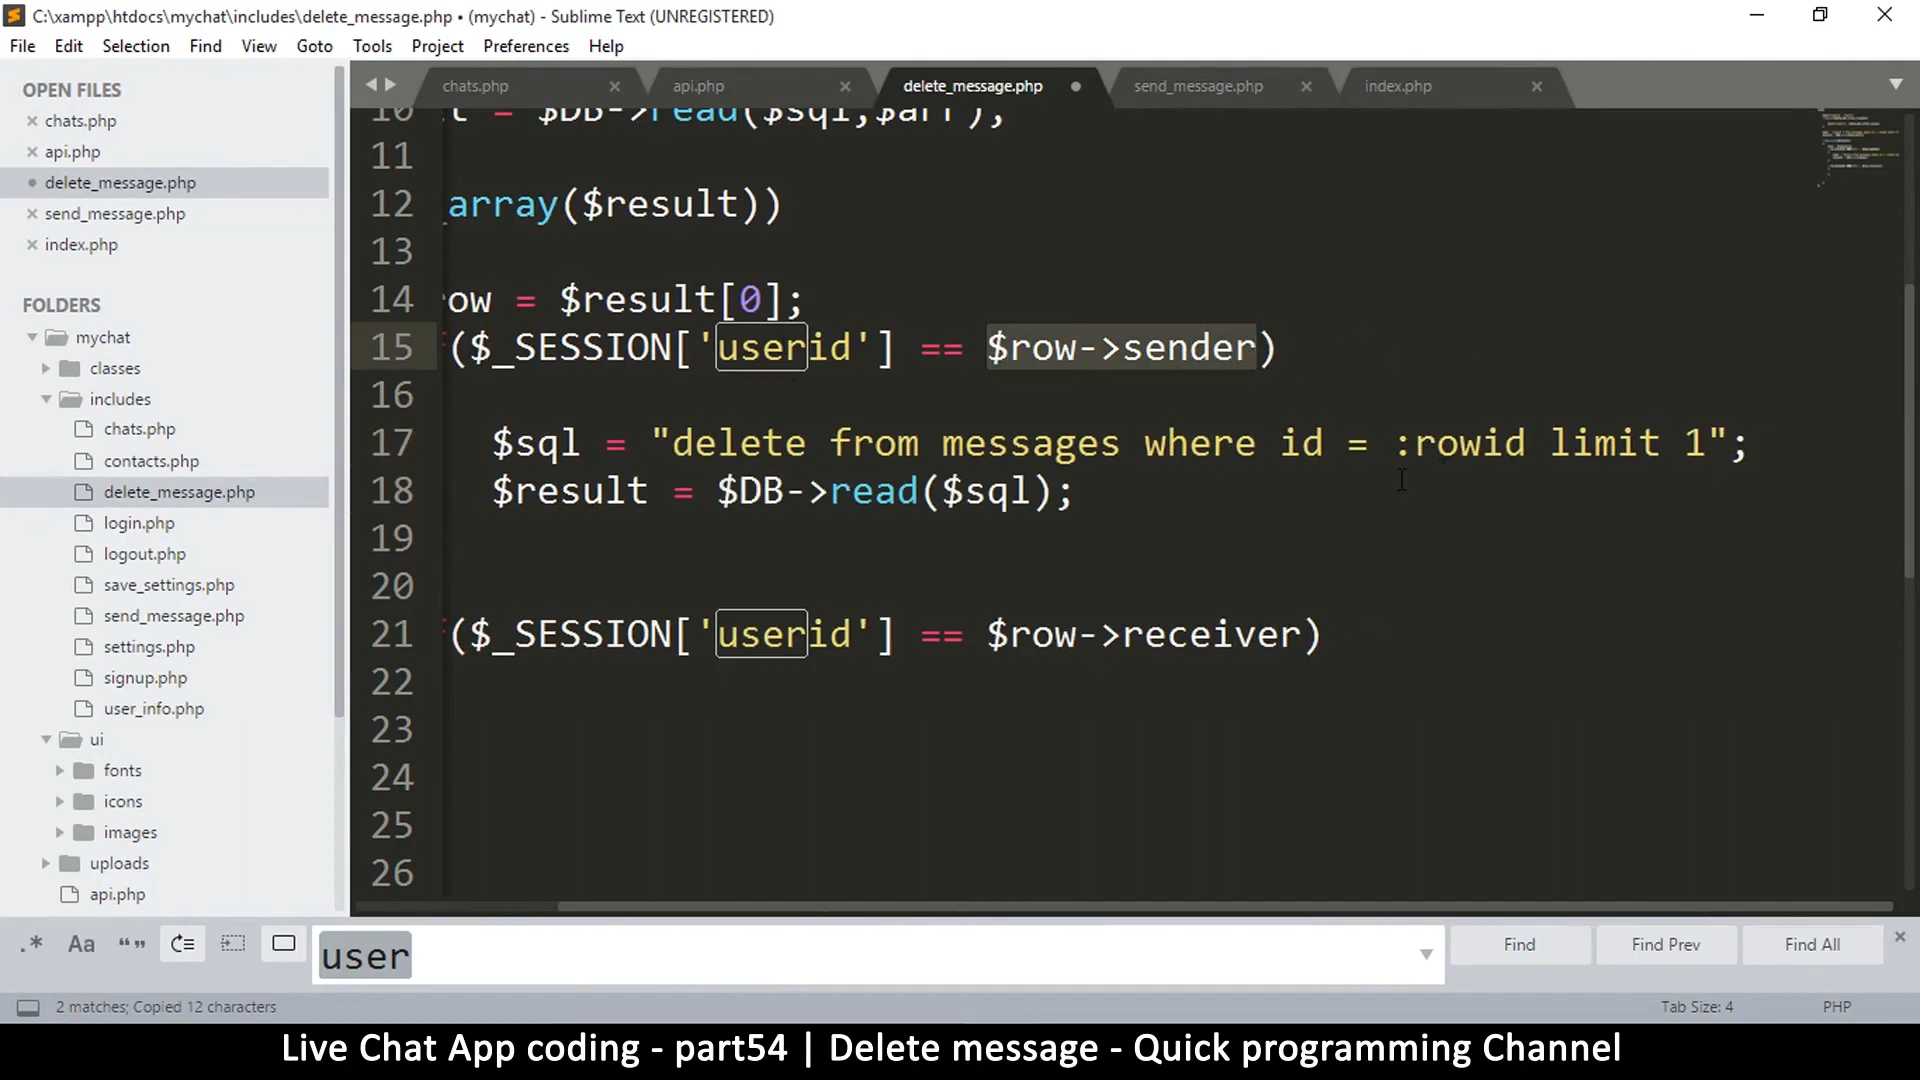 C:\xampp\htdocs\mychat\includes\delete_message.php • (mychat) - Sublime Text (UNREGISTERED)
File Edit Selection Find View Goto Tools Project Preferences Help
OPEN FILES
chats.php
api.php
delete_message.php
send_message.php
index.php
FOLDERS
mychat
classes
includes
chats.php
contacts.php
delete_message.php
login.php
logout.php
save_settings.php
send_message.php
settings.php
signup.php
user_info.php
ui
fonts
icons
images
uploads
api.php
chats.php api.php delete_message.php send_message.php index.php
10 t = $DB->read($sql,$arr);
11
12 _array($result))
13
14 ow = $result[0];
15 ($_SESSION['userid'] == $row->sender)
16
17 $sql = "delete from messages where id = :rowid limit 1";
18 $result = $DB->read($sql);
19
20
21 ($_SESSION['userid'] == $row->receiver)
22
23
24
25
26
.* Aa “” user Find Find Prev Find All
2 matches; Copied 12 characters Tab Size: 4 PHP
Live Chat App coding - part54 | Delete message - Quick programming Channel